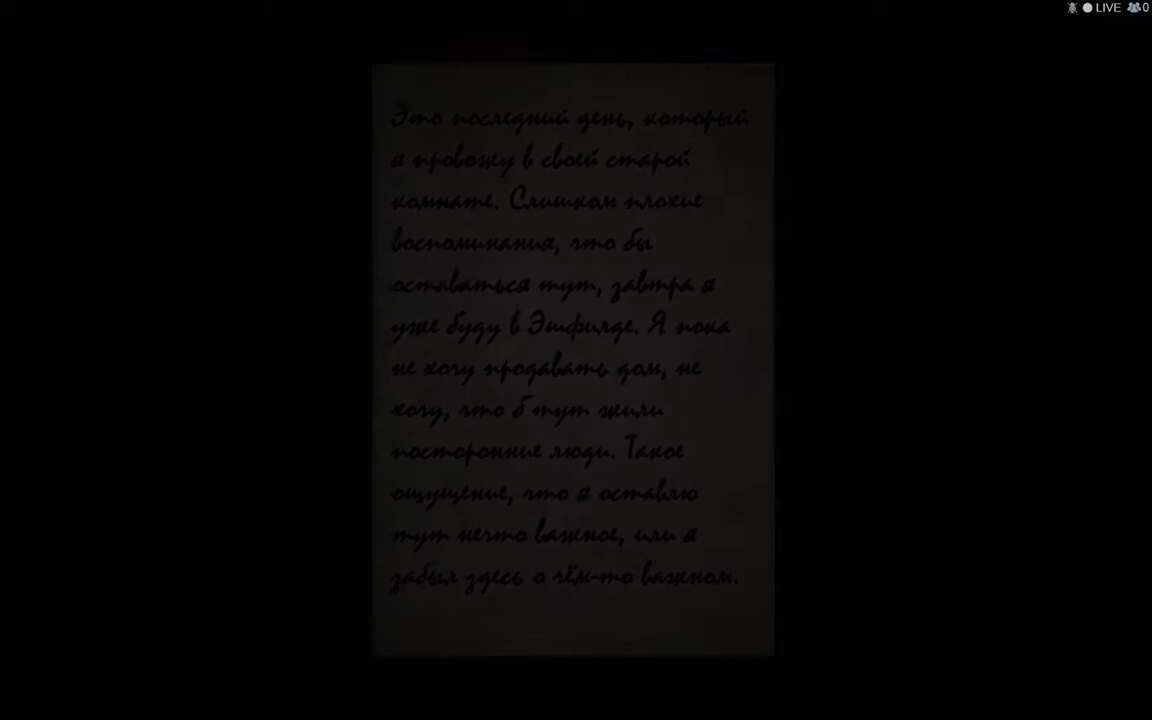 LIVE 0
Это последний день, который
я провожу в своей старой
комнате. Слишком плохие
воспоминания, что бы
оставаться тут, завтра я
уже буду в Эшфилде. Я пока
не хочу продавать дом, не
хочу, что б тут жили
посторонние люди. Такое
ощущение, что я оставлю
тут нечто важное, или я
забыл здесь о чём-то важном.